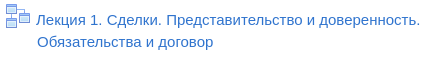 Лекция 1. Сделки. Представительство и доверенность.
Обязательства и договор